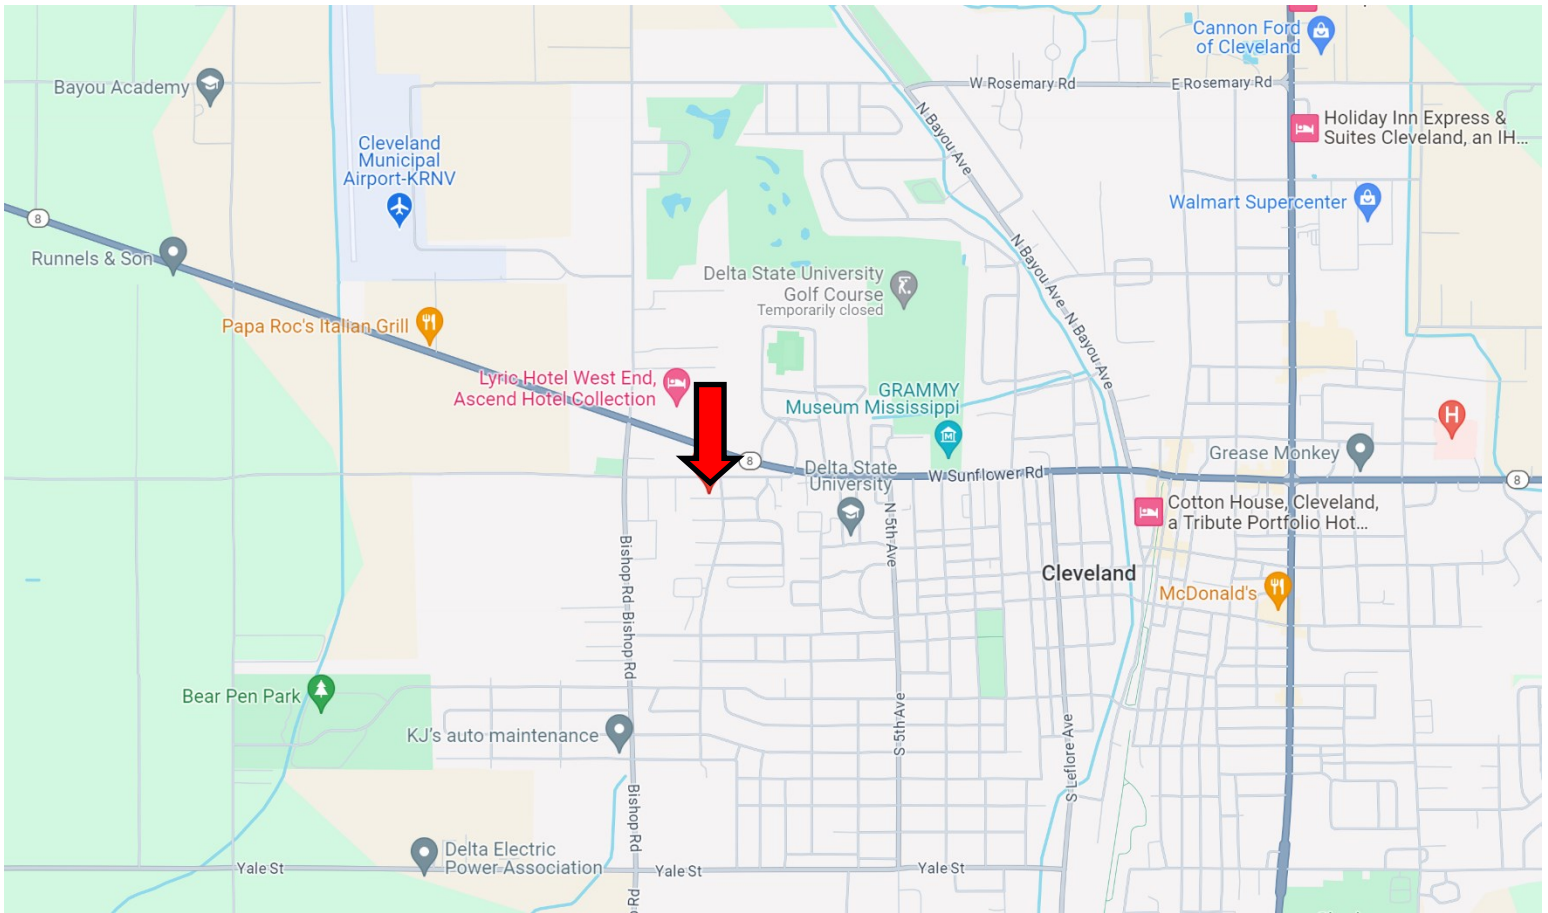 Cannon Ford
of Cleveland
Bayou Academy
W Rosemary Rd
E Rosemary Rd
N Bayou Ave
Holiday Inn Express &
Suites Cleveland, an IH...
Cleveland
Municipal
Airport-KRNV
Walmart Supercenter
8
Runnels & Son
N Bayou Ave
N Bayou Ave
Delta State University
Golf Course
Temporarily closed
Papa Roc's Italian Grill
Lyric Hotel West End,
Ascend Hotel Collection
GRAMMY
Museum Mississippi
M
H
Grease Monkey
8
Delta State
University
W Sunflower Rd
8
Cotton House, Cleveland,
a Tribute Portfolio Hot...
N 5th Ave
Bishop Rd
Bishop Rd
Cleveland
McDonald's
Bear Pen Park
S 5th Ave
S Leflore Ave
KJ's auto maintenance
Bishop Rd
Delta Electric
Power Association
Yale St
Yale St
Yale St